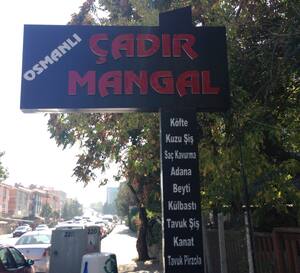 OSMANLI
ÇADIR
MANGAL
Köfte
Kuzu Şiş
Saç Kavurma
Adana
Beyti
Külbastı
Tavuk Şiş
Kanat
Tavuk Pirzola